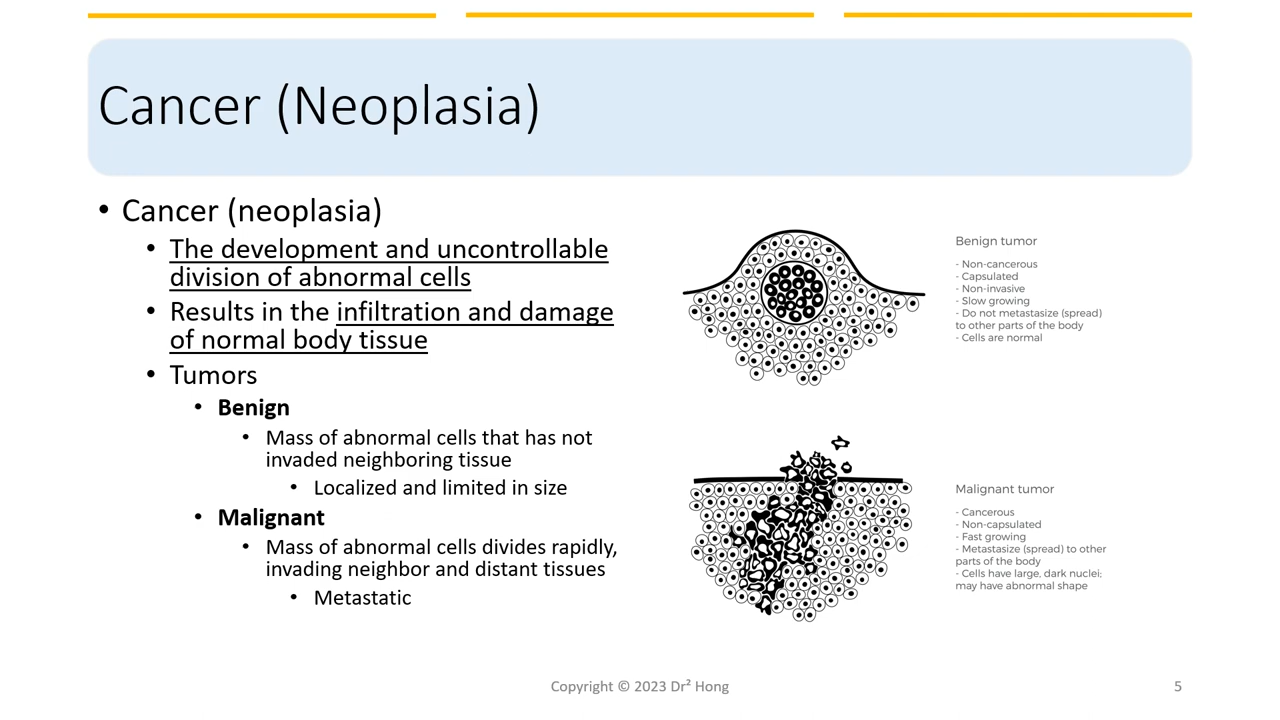 Cancer (Neoplasia)
• Cancer (neoplasia)
• The development and uncontrollable
division of abnormal cells
• Results in the infiltration and damage
of normal body tissue
• Tumors
• Benign
• Mass of abnormal cells that has not
invaded neighboring tissue
• Localized and limited in size
• Malignant
• Mass of abnormal cells divides rapidly,
invading neighbor and distant tissues
• Metastatic
Benign tumor
- Non-cancerous
- Capsulated
- Non-invasive
- Slow growing
- Do not metastasize (spread)
to other parts of the body
- Cells are normal
Malignant tumor
- Cancerous
- Non-capsulated
- Fast growing
- Metastasize (spread) to other
parts of the body
- Cells have large, dark nuclei;
may have abnormal shape
Copyright © 2023 Dr² Hong
5